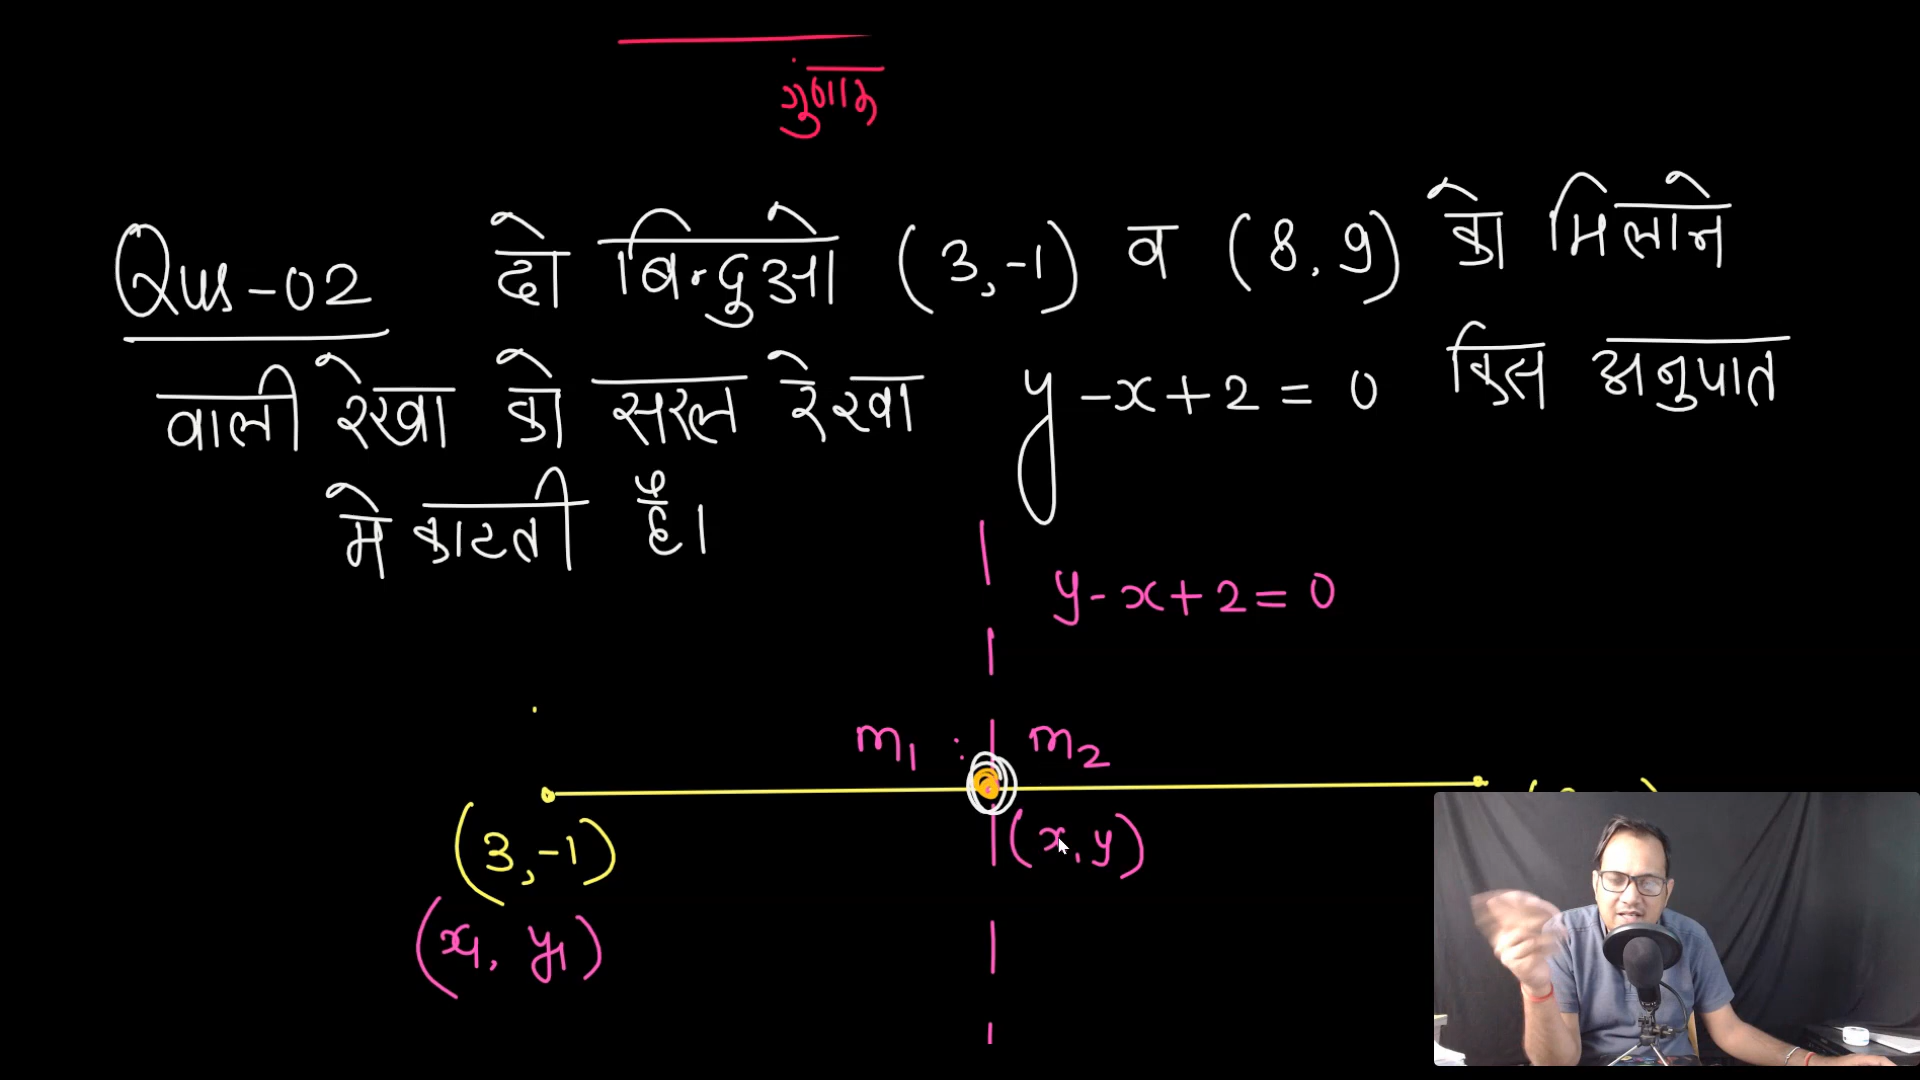 गुणांक
Qus-02 दो बिन्दुओ (3,-1) व (8,9) को मिलाने
वाली रेखा को सरल रेखा y-x+2=0 किस अनुपात
मे काटती है।
y-x+2=0
m₁ : m₂
(3,-1) (x,y)
(x₁, y₁)